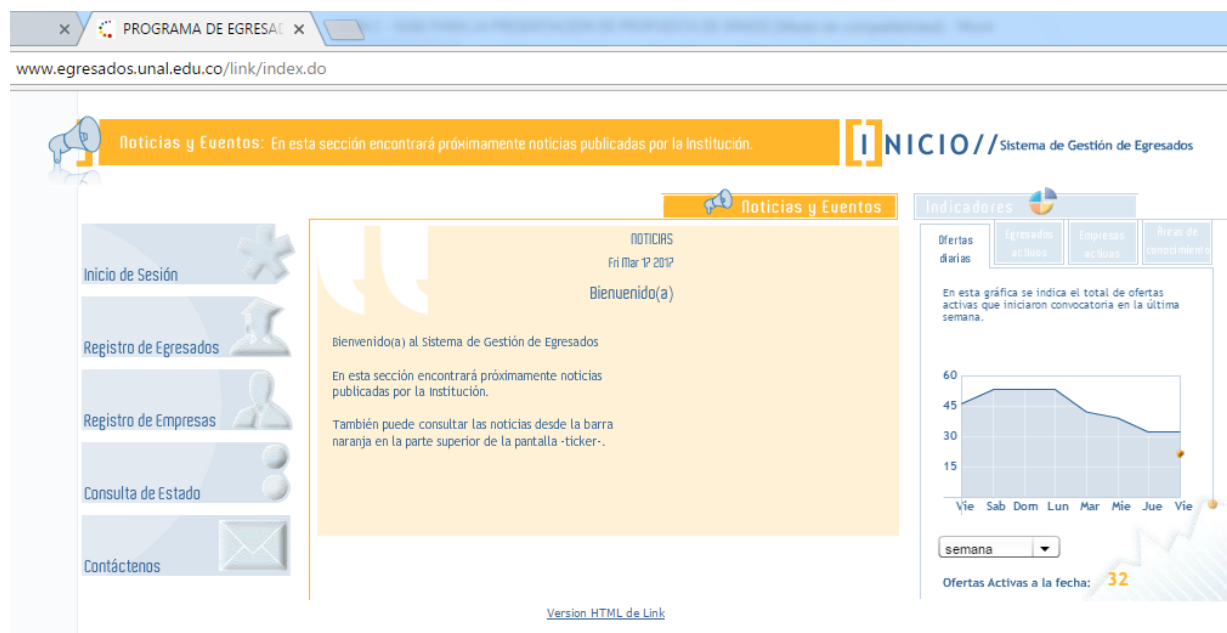 PROGRAMA DE EGRESAD
www.egresados.unal.edu.co/link/index.do
Noticias y Eventos: En esta sección encontrará próximamente noticias publicadas por la Institución.
[I]NICIO// Sistema de Gestión de Egresados
Noticias y Eventos
Indicadores
Inicio de Sesión
Registro de Egresados
Registro de Empresas
Consulta de Estado
Contáctenos
NOTICIAS
Fri Mar 17 2017
Bienvenido(a)
Bienvenido(a) al Sistema de Gestión de Egresados
En esta sección encontrará próximamente noticias
publicadas por la Institución.
También puede consultar las noticias desde la barra
naranja en la parte superior de la pantalla -ticker-.
Ofertas
diarias
Egresados
activos
Empresas
activas
Áreas de
conocimiento
En esta gráfica se indica el total de ofertas
activas que iniciaron convocatoria en la última
semana.
60
45
30
15
Vie Sab Dom Lun Mar Mie Jue Vie
semana
Ofertas Activas a la fecha: 32
Version HTML de Link